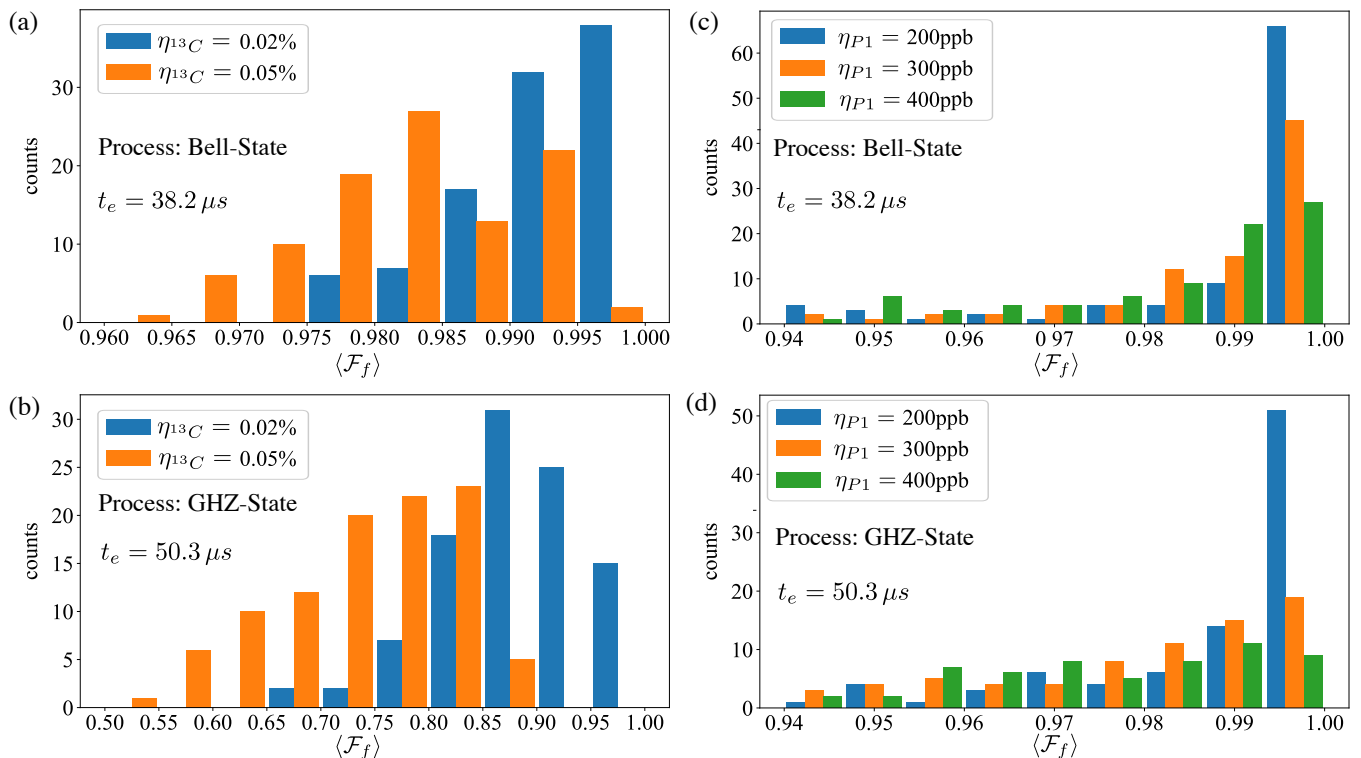 (a)
counts
30
20
10
0
η13C = 0.02%
η13C = 0.05%
Process: Bell-State
te = 38.2 μs
0.960 0.965 0.970 0.975 0.980 0.985 0.990 0.995 1.000
⟨Ff⟩
(b)
counts
30
25
20
15
10
5
0
η13C = 0.02%
η13C = 0.05%
Process: GHZ-State
te = 50.3 μs
0.50 0.55 0.60 0.65 0.70 0.75 0.80 0.85 0.90 0.95 1.00
⟨Ff⟩
(c)
counts
60
50
40
30
20
10
0
ηP1 = 200ppb
ηP1 = 300ppb
ηP1 = 400ppb
Process: Bell-State
te = 38.2 μs
0.94 0.95 0.96 0.97 0.98 0.99 1.00
⟨Ff⟩
(d)
counts
50
40
30
20
10
0
ηP1 = 200ppb
ηP1 = 300ppb
ηP1 = 400ppb
Process: GHZ-State
te = 50.3 μs
0.94 0.95 0.96 0.97 0.98 0.99 1.00
⟨Ff⟩